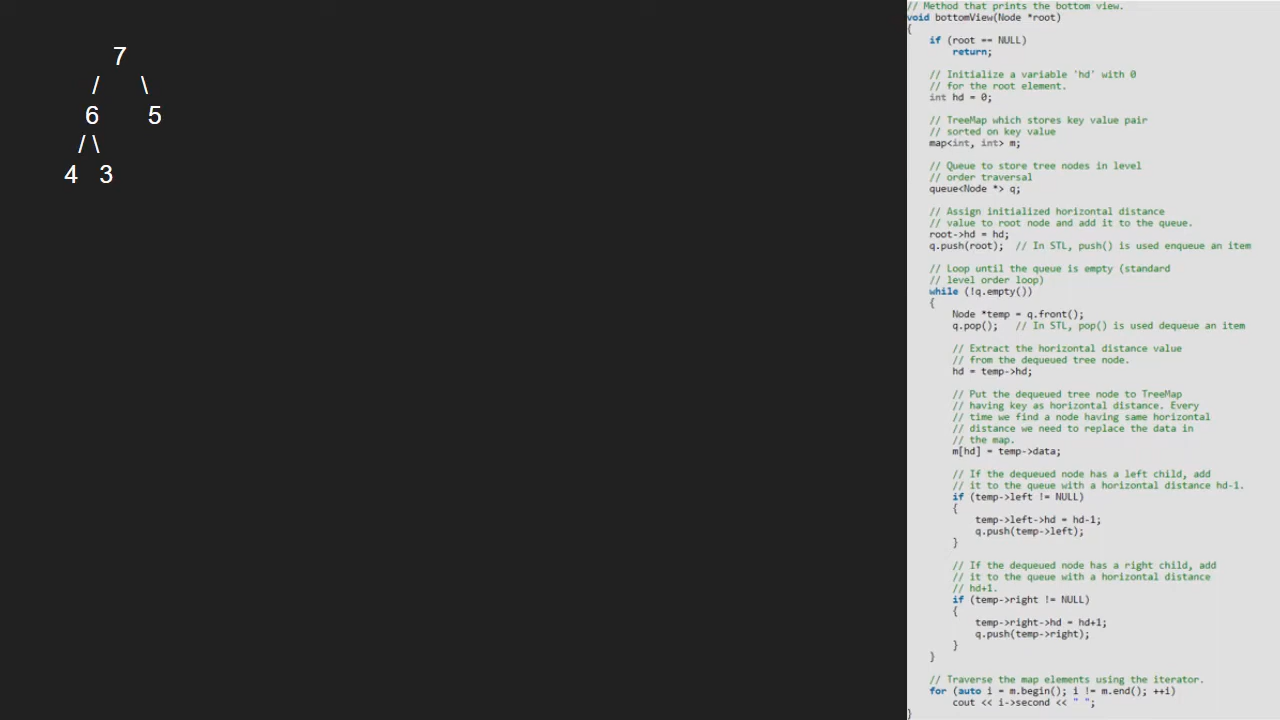 7
/ \
6 5
/ \
4 3
// Method that prints the bottom view.
void bottomView(Node *root)
{
if (root == NULL)
return;
// Initialize a variable 'hd' with 0
// for the root element.
int hd = 0;
// TreeMap which stores key value pair
// sorted on key value
map<int, int> m;
// Queue to store tree nodes in level
// order traversal
queue<Node *> q;
// Assign initialized horizontal distance
// value to root node and add it to the queue.
root->hd = hd;
q.push(root); // In STL, push() is used enqueue an item
// Loop until the queue is empty (standard
// level order loop)
while (!q.empty())
{
Node *temp = q.front();
q.pop(); // In STL, pop() is used dequeue an item
// Extract the horizontal distance value
// from the dequeued tree node.
hd = temp->hd;
// Put the dequeued tree node to TreeMap
// having key as horizontal distance. Every
// time we find a node having same horizontal
// distance we need to replace the data in
// the map.
m[hd] = temp->data;
// If the dequeued node has a left child, add
// it to the queue with a horizontal distance hd-1.
if (temp->left != NULL)
{
temp->left->hd = hd-1;
q.push(temp->left);
}
// If the dequeued node has a right child, add
// it to the queue with a horizontal distance
// hd+1.
if (temp->right != NULL)
{
temp->right->hd = hd+1;
q.push(temp->right);
}
}
// Traverse the map elements using the iterator.
for (auto i = m.begin(); i != m.end(); ++i)
cout << i->second << " ";
}